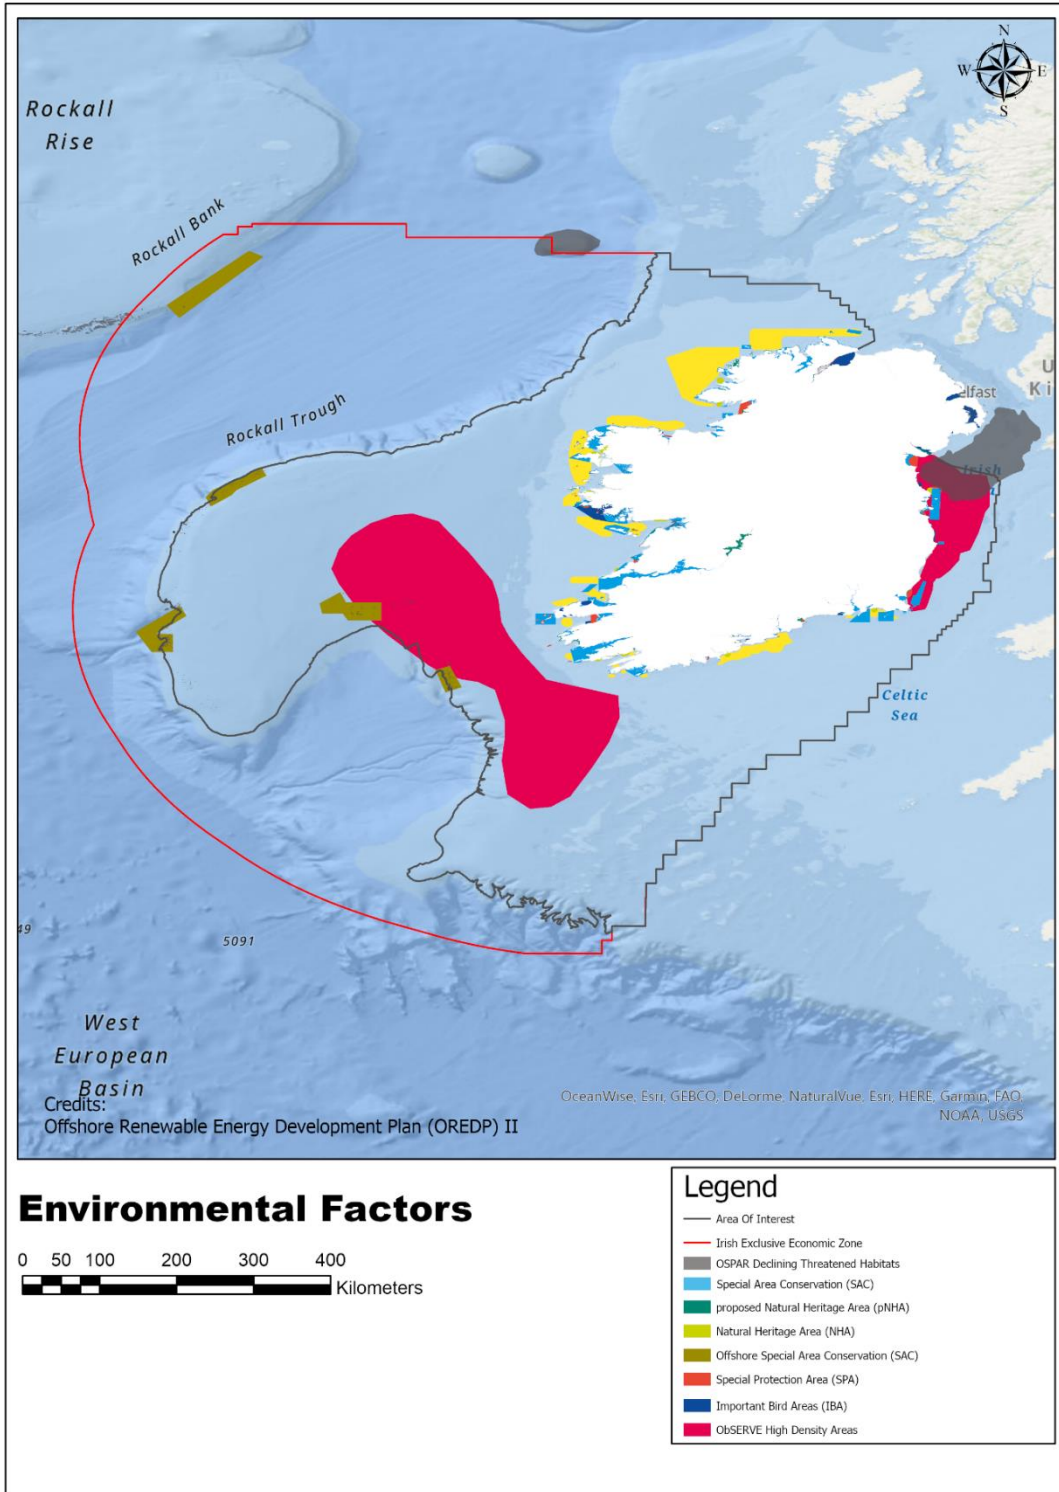 N
W E
S
Rockall
Rise
Rockall Bank
Rockall Trough
U
Ki
elfast
Irish
Celtic
Sea
49
5091
West
European
Basin
Credits:
Offshore Renewable Energy Development Plan (OREDP) II
OceanWise, Esri, GEBCO, DeLorme, NaturalVue, Esri, HERE, Garmin, FAO,
NOAA, USGS
Environmental Factors
0 50 100 200 300 400
Kilometers
Legend
Area Of Interest
Irish Exclusive Economic Zone
OSPAR Declining Threatened Habitats
Special Area Conservation (SAC)
proposed Natural Heritage Area (pNHA)
Natural Heritage Area (NHA)
Offshore Special Area Conservation (SAC)
Special Protection Area (SPA)
Important Bird Areas (IBA)
ObSERVE High Density Areas